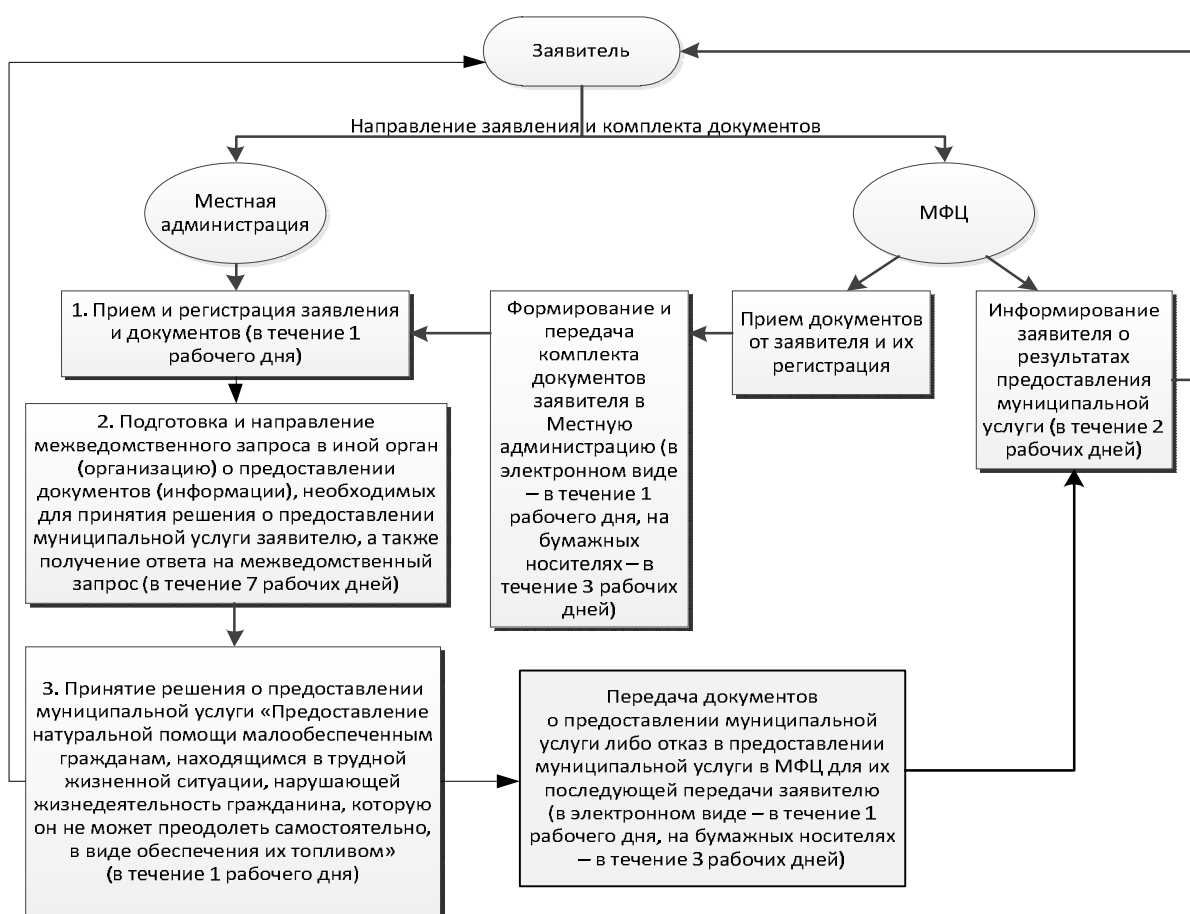 Заявитель
Направление заявления и комплекта документов
Местная
администрация
МФЦ
1. Прием и регистрация заявления
и документов (в течение 1
рабочего дня)
Формирование и
передача
комплекта
документов
заявителя в
Местную
администрацию (в
электронном виде
– в течение 1
рабочего дня, на
бумажных
носителях – в
течение 3 рабочих
дней)
Прием документов
от заявителя и их
регистрация
Информирование
заявителя о
результатах
предоставления
муниципальной
услуги (в течение 2
рабочих дней)
2. Подготовка и направление
межведомственного запроса в иной орган
(организацию) о предоставлении
документов (информации), необходимых
для принятия решения о предоставлении
муниципальной услуги заявителю, а также
получение ответа на межведомственный
запрос (в течение 7 рабочих дней)
3. Принятие решения о предоставлении
муниципальной услуги «Предоставление
натуральной помощи малообеспеченным
гражданам, находящимся в трудной
жизненной ситуации, нарушающей
жизнедеятельность гражданина, которую
он не может преодолеть самостоятельно,
в виде обеспечения их топливом»
(в течение 1 рабочего дня)
Передача документов
о предоставлении муниципальной
услуги либо отказ в предоставлении
муниципальной услуги в МФЦ для их
последующей передачи заявителю
(в электронном виде – в течение 1
рабочего дня, на бумажных носителях
– в течение 3 рабочих дней)